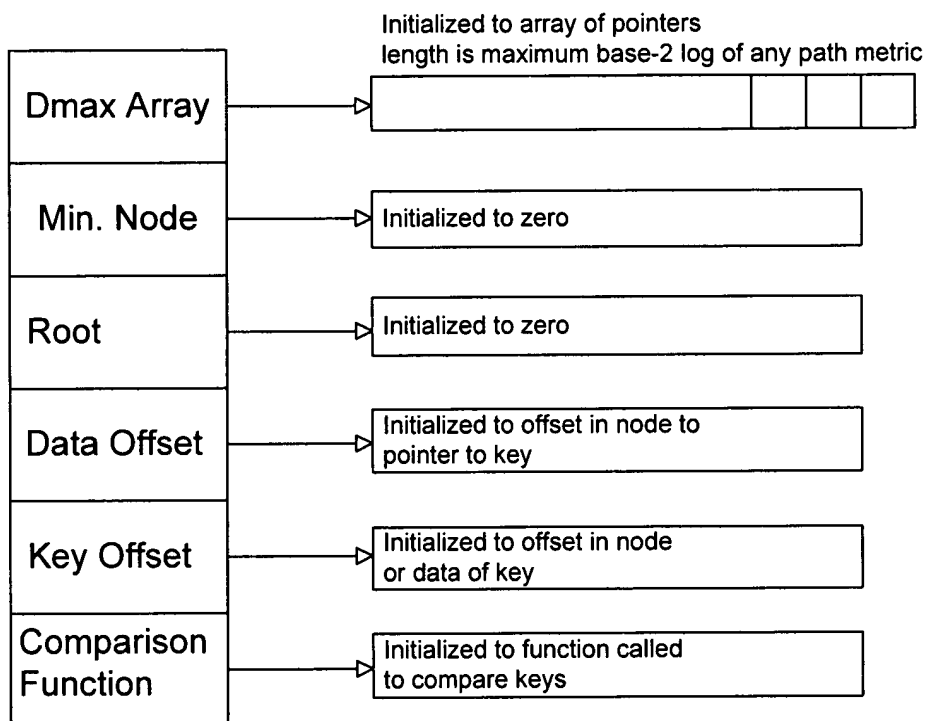 Initialized to array of pointers
length is maximum base-2 log of any path metric
Dmax Array
Min. Node
Initialized to zero
Root
Initialized to zero
Data Offset
Initialized to offset in node to
pointer to key
Key Offset
Initialized to offset in node
or data of key
Comparison
Function
Initialized to function called
to compare keys